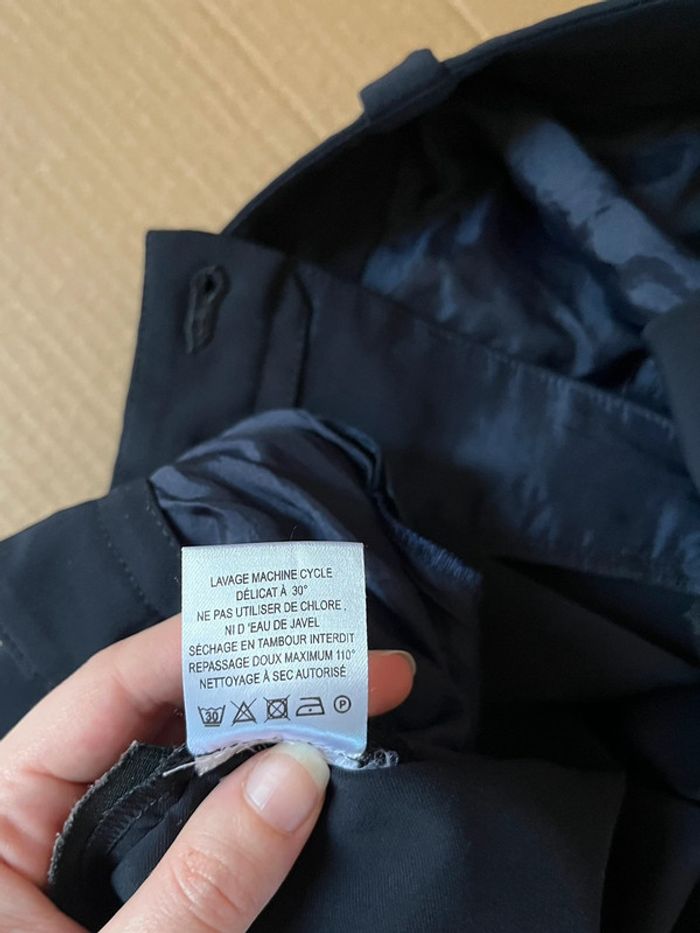 LAVAGE MACHINE CYCLE
DÉLICAT À 30°
NE PAS UTILISER DE CHLORE,
NI D'EAU DE JAVEL
SÉCHAGE EN TAMBOUR INTERDIT
REPASSAGE DOUX MAXIMUM 110°
NETTOYAGE À SEC AUTORISÉ
30 P